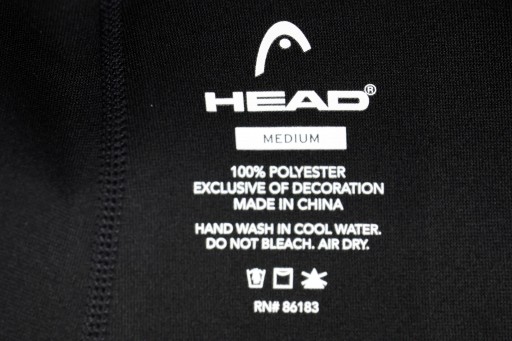 HEAD®
MEDIUM
100% POLYESTER
EXCLUSIVE OF DECORATION
MADE IN CHINA
HAND WASH IN COOL WATER.
DO NOT BLEACH. AIR DRY.
RN# 86183